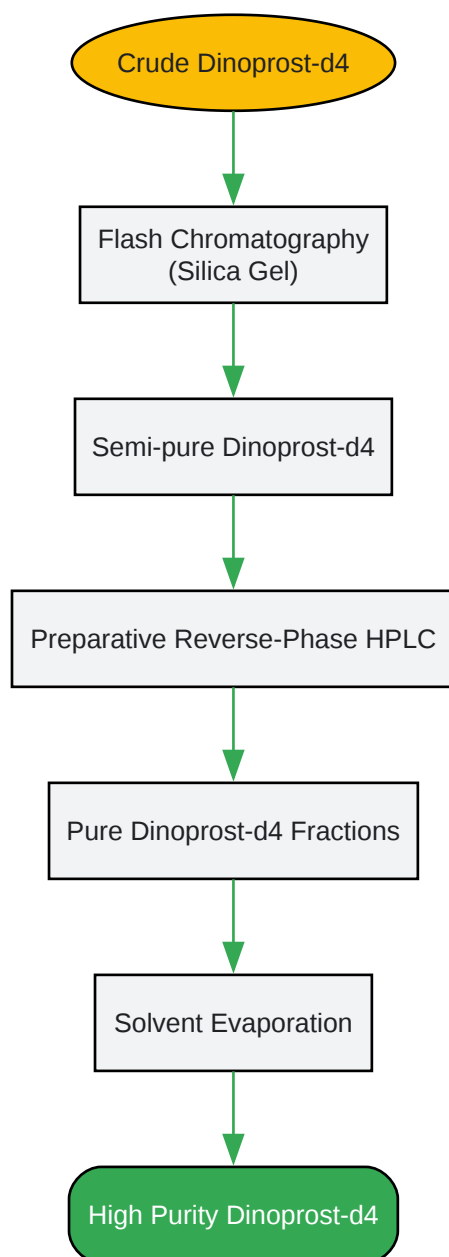 Crude Dinoprost-d4
Flash Chromatography
(Silica Gel)
Semi-pure Dinoprost-d4
Preparative Reverse-Phase HPLC
Pure Dinoprost-d4 Fractions
Solvent Evaporation
High Purity Dinoprost-d4